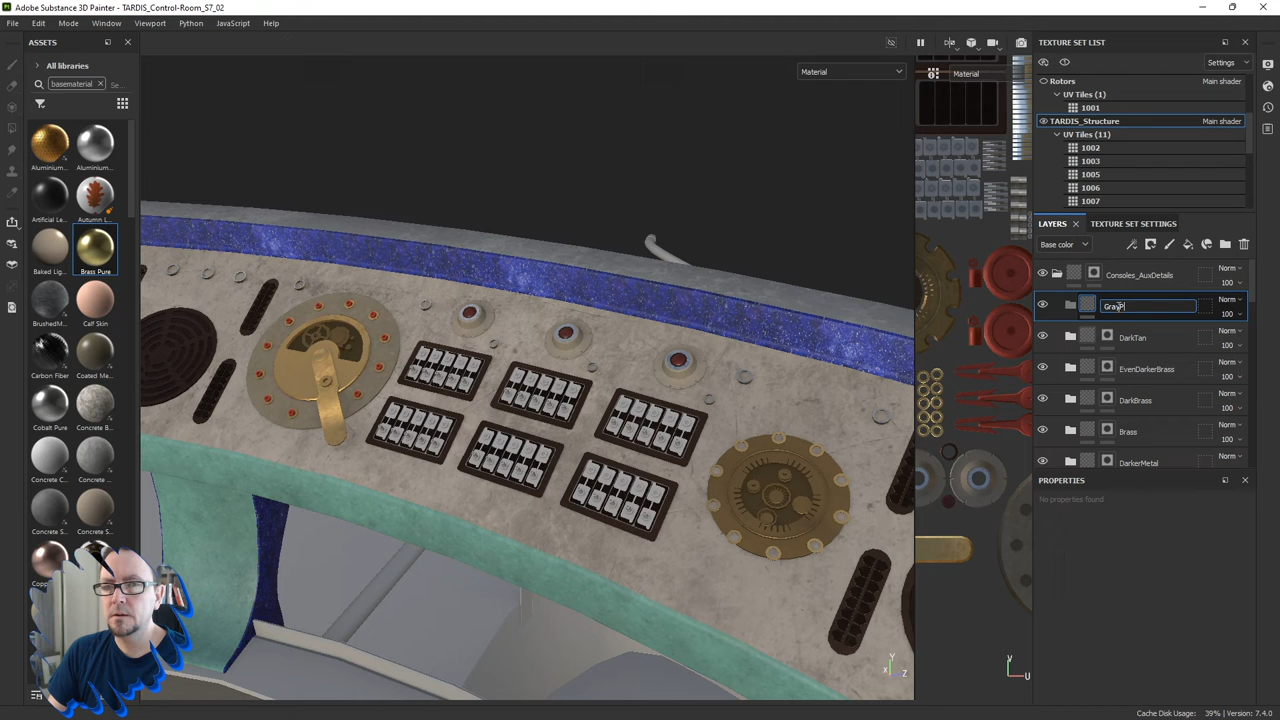 Adobe Substance 3D Painter - TARDIS_Control-Room_S7_02
File Edit Mode Window Viewport Python JavaScript Help
ASSETS
All libraries
basematerial Se...
Aluminium... Aluminium...
Artificial Le... Autumn L...
Baked Lig... Brass Pure
BrushedM... Calf Skin
Carbon Fiber Coated Me...
Cobalt Pure Concrete B...
Concrete C... Concrete ...
Concrete S... Concrete S...
Material
Material
Y
X Z
V
U
TEXTURE SET LIST
Settings
Rotors Main shader
UV Tiles (1)
1001
TARDIS_Structure Main shader
UV Tiles (11)
1002
1003
1005
1006
1007
LAYERS TEXTURE SET SETTINGS
Base color
Consoles_AuxDetails Norm
100
GrayP Norm
100
DarkTan Norm
100
EvenDarkerBrass Norm
100
DarkBrass Norm
100
Brass Norm
100
DarkerMetal Norm
PROPERTIES
No properties found
Cache Disk Usage: 39% | Version: 7.4.0